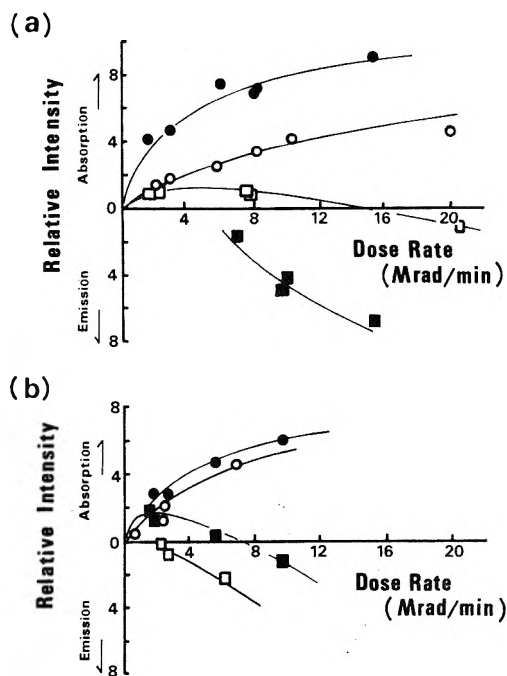 (a)
8
4
0
4
8
Relative Intensity
Absorption
Emission
4
8
12
16
20
Dose Rate
(Mrad/min)
(b)
8
4
0
4
8
Relative Intensity
Absorption
Emission
4
8
12
16
20
Dose Rate
(Mrad/min)